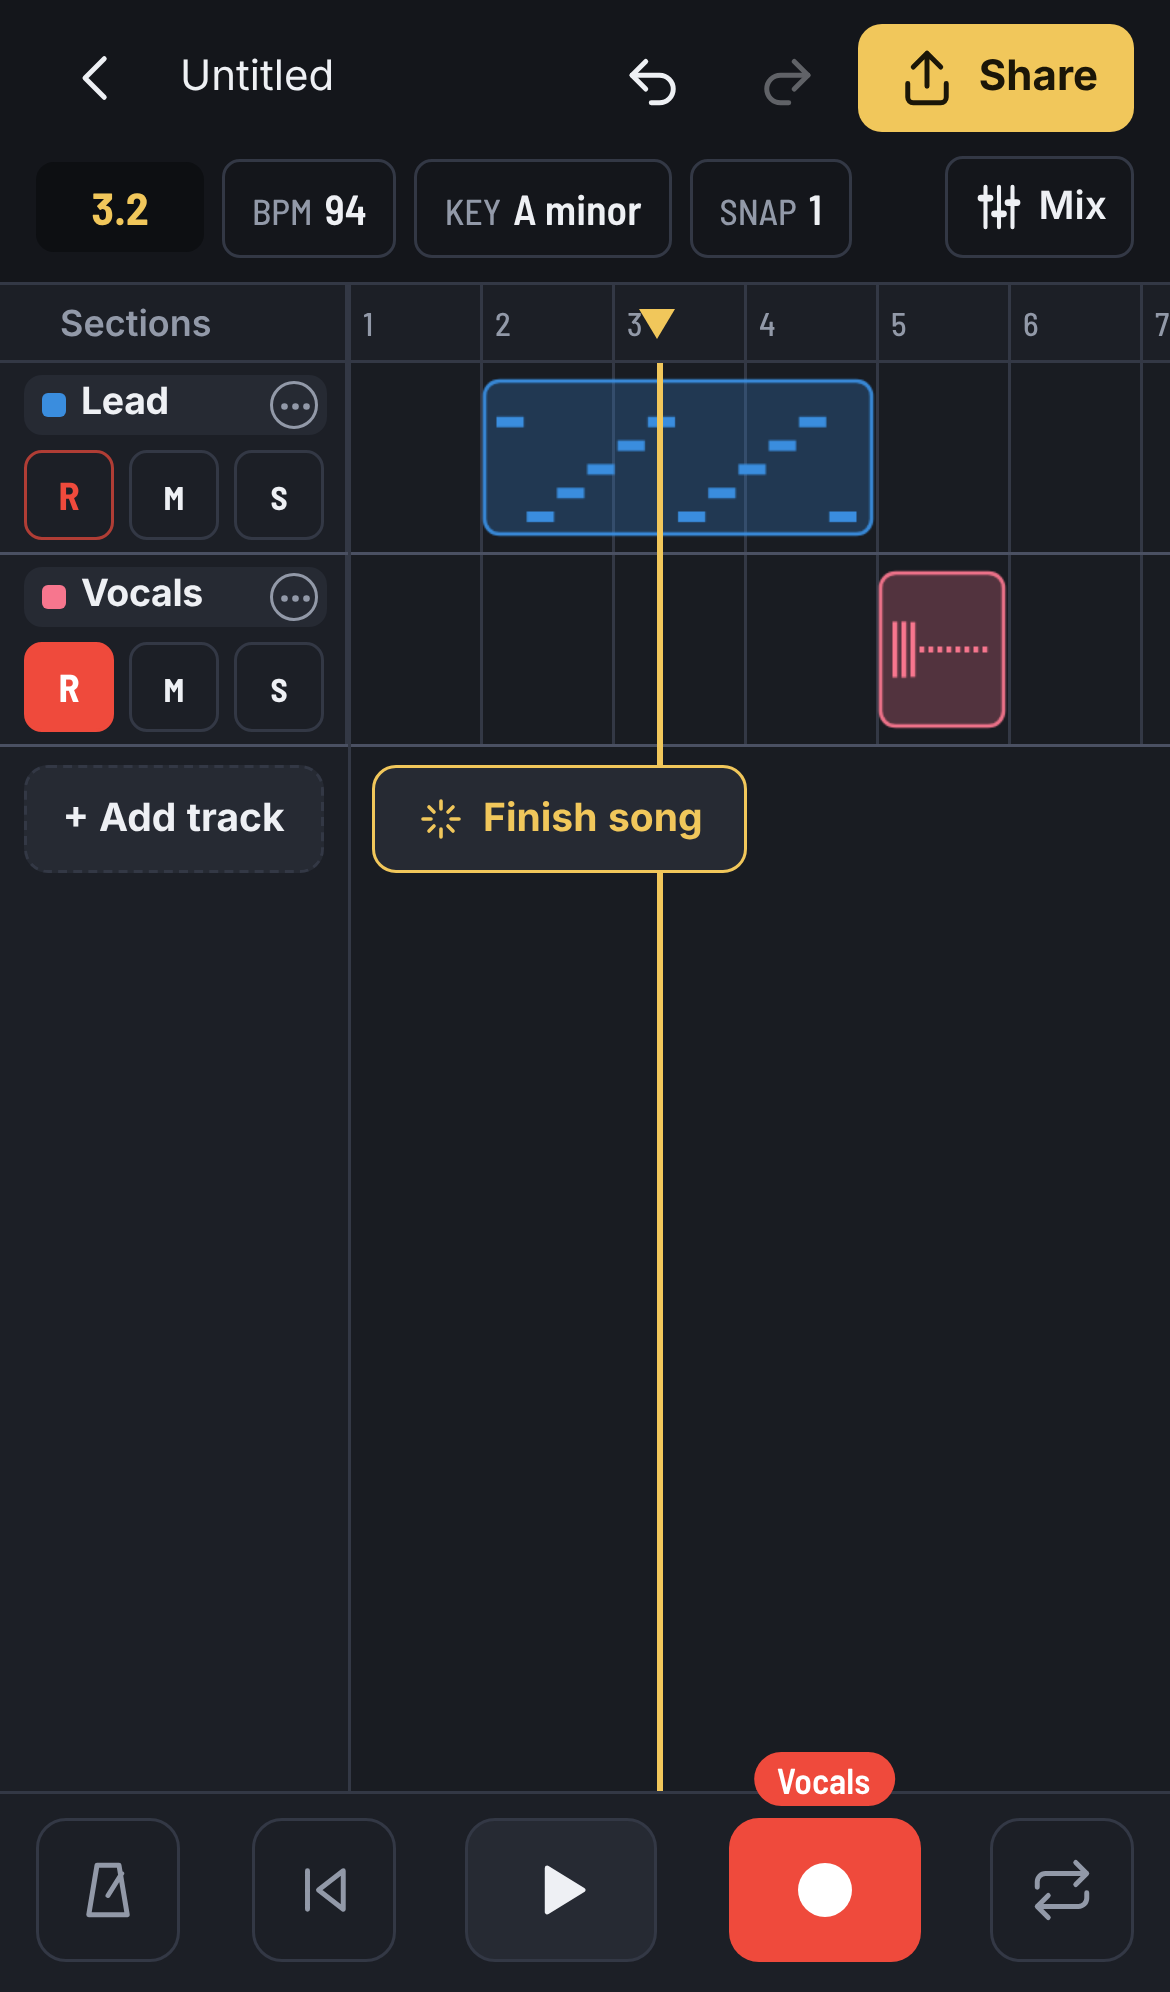 Untitled
Share
3.2
BPM 94
KEY A minor
SNAP 1
Mix
Sections
1 2 3 4 5 6 7
Lead
R M S
Vocals
R M S
+ Add track
Finish song
Vocals